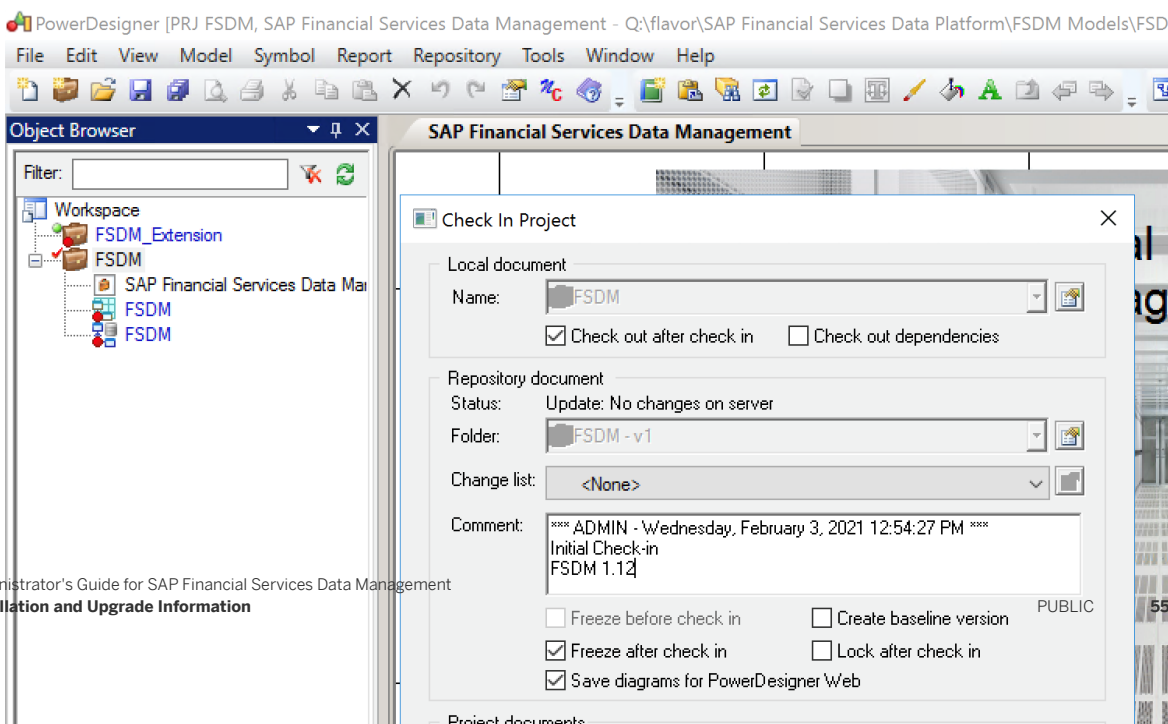 PowerDesigner [PRJ FSDM, SAP Financial Services Data Management - Q:\flavor\SAP Financial Services Data Platform\FSDM Models\FSD
File Edit View Model Symbol Report Repository Tools Window Help
Object Browser
SAP Financial Services Data Management
Filter:
Workspace
FSDM_Extension
FSDM
SAP Financial Services Data Mar
FSDM
FSDM
Check In Project
Local document
Name: FSDM
Check out after check in Check out dependencies
Repository document
Status: Update: No changes on server
Folder: FSDM - v1
Change list: <None>
Comment: *** ADMIN - Wednesday, February 3, 2021 12:54:27 PM ***
Initial Check-in
FSDM 1.12
nistrator's Guide for SAP Financial Services Data Management
llation and Upgrade Information PUBLIC 55
Freeze before check in Create baseline version
Freeze after check in Lock after check in
Save diagrams for PowerDesigner Web
Project documents